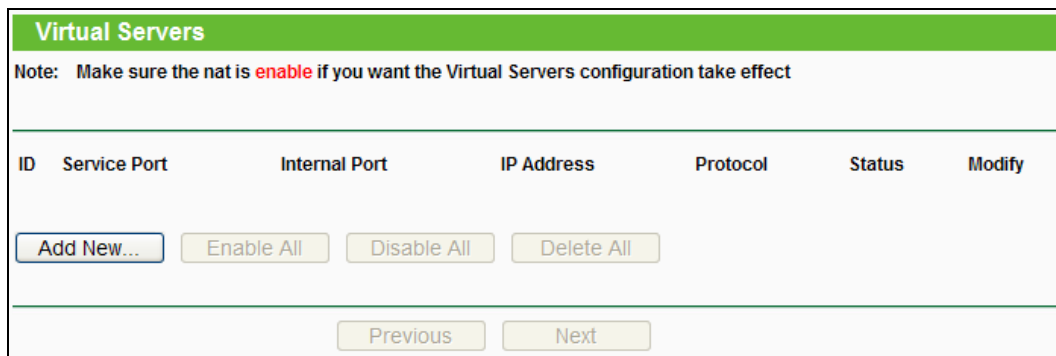 Virtual Servers
Note: Make sure the nat is enable if you want the Virtual Servers configuration take effect
ID Service Port Internal Port IP Address Protocol Status Modify
Add New... Enable All Disable All Delete All
Previous Next